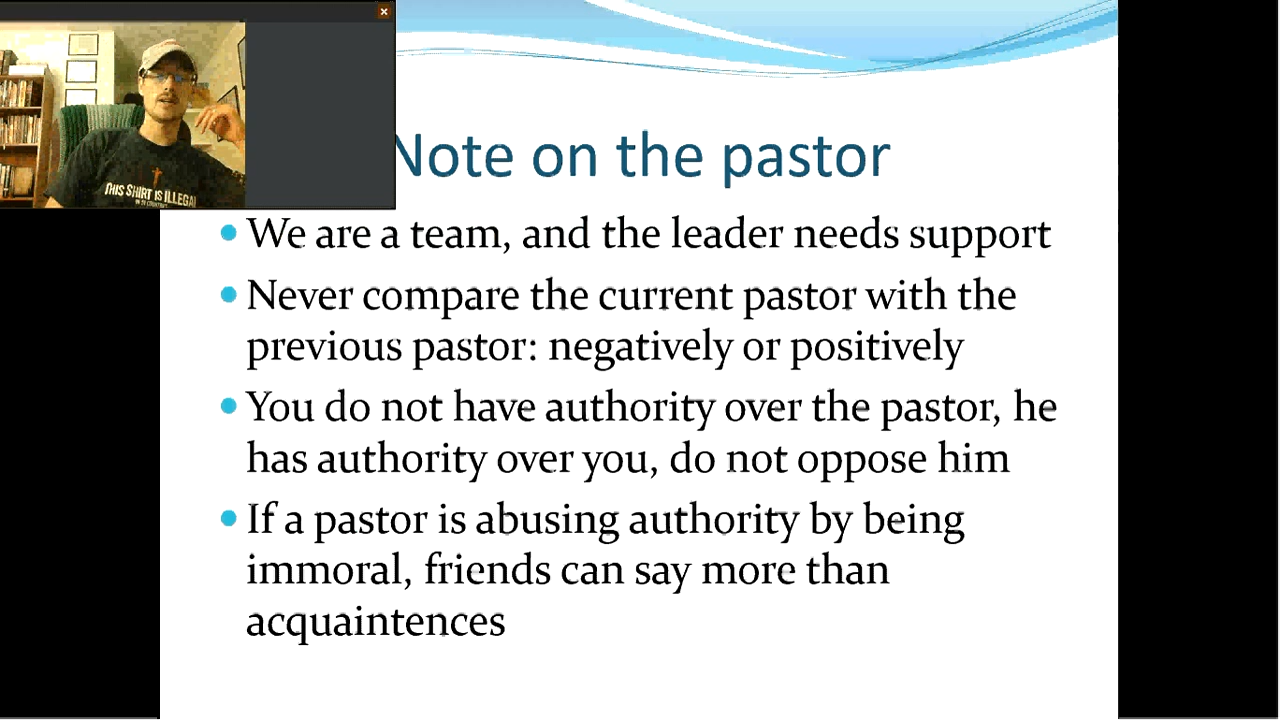 Note on the pastor
• We are a team, and the leader needs support
• Never compare the current pastor with the
previous pastor: negatively or positively
• You do not have authority over the pastor, he
has authority over you, do not oppose him
• If a pastor is abusing authority by being
immoral, friends can say more than
acquaintences
THIS SHIRT IS ILLEGAL